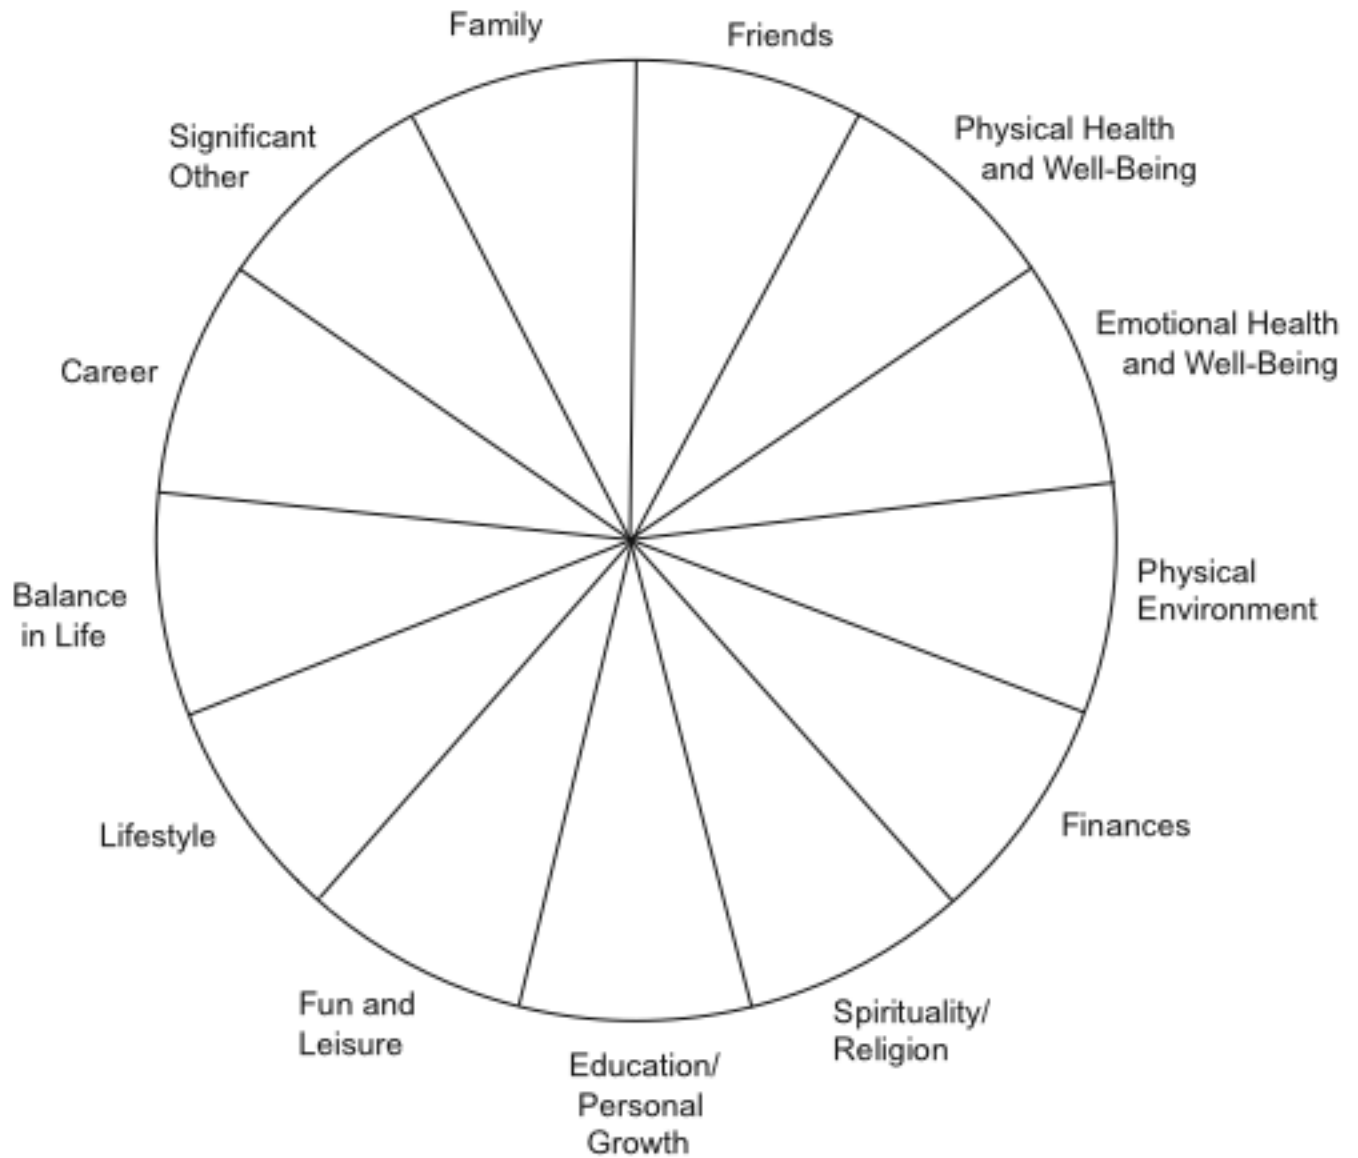 Family
Friends
Physical Health
and Well-Being
Emotional Health
and Well-Being
Physical
Environment
Finances
Spirituality/
Religion
Education/
Personal
Growth
Fun and
Leisure
Lifestyle
Balance
in Life
Career
Significant
Other